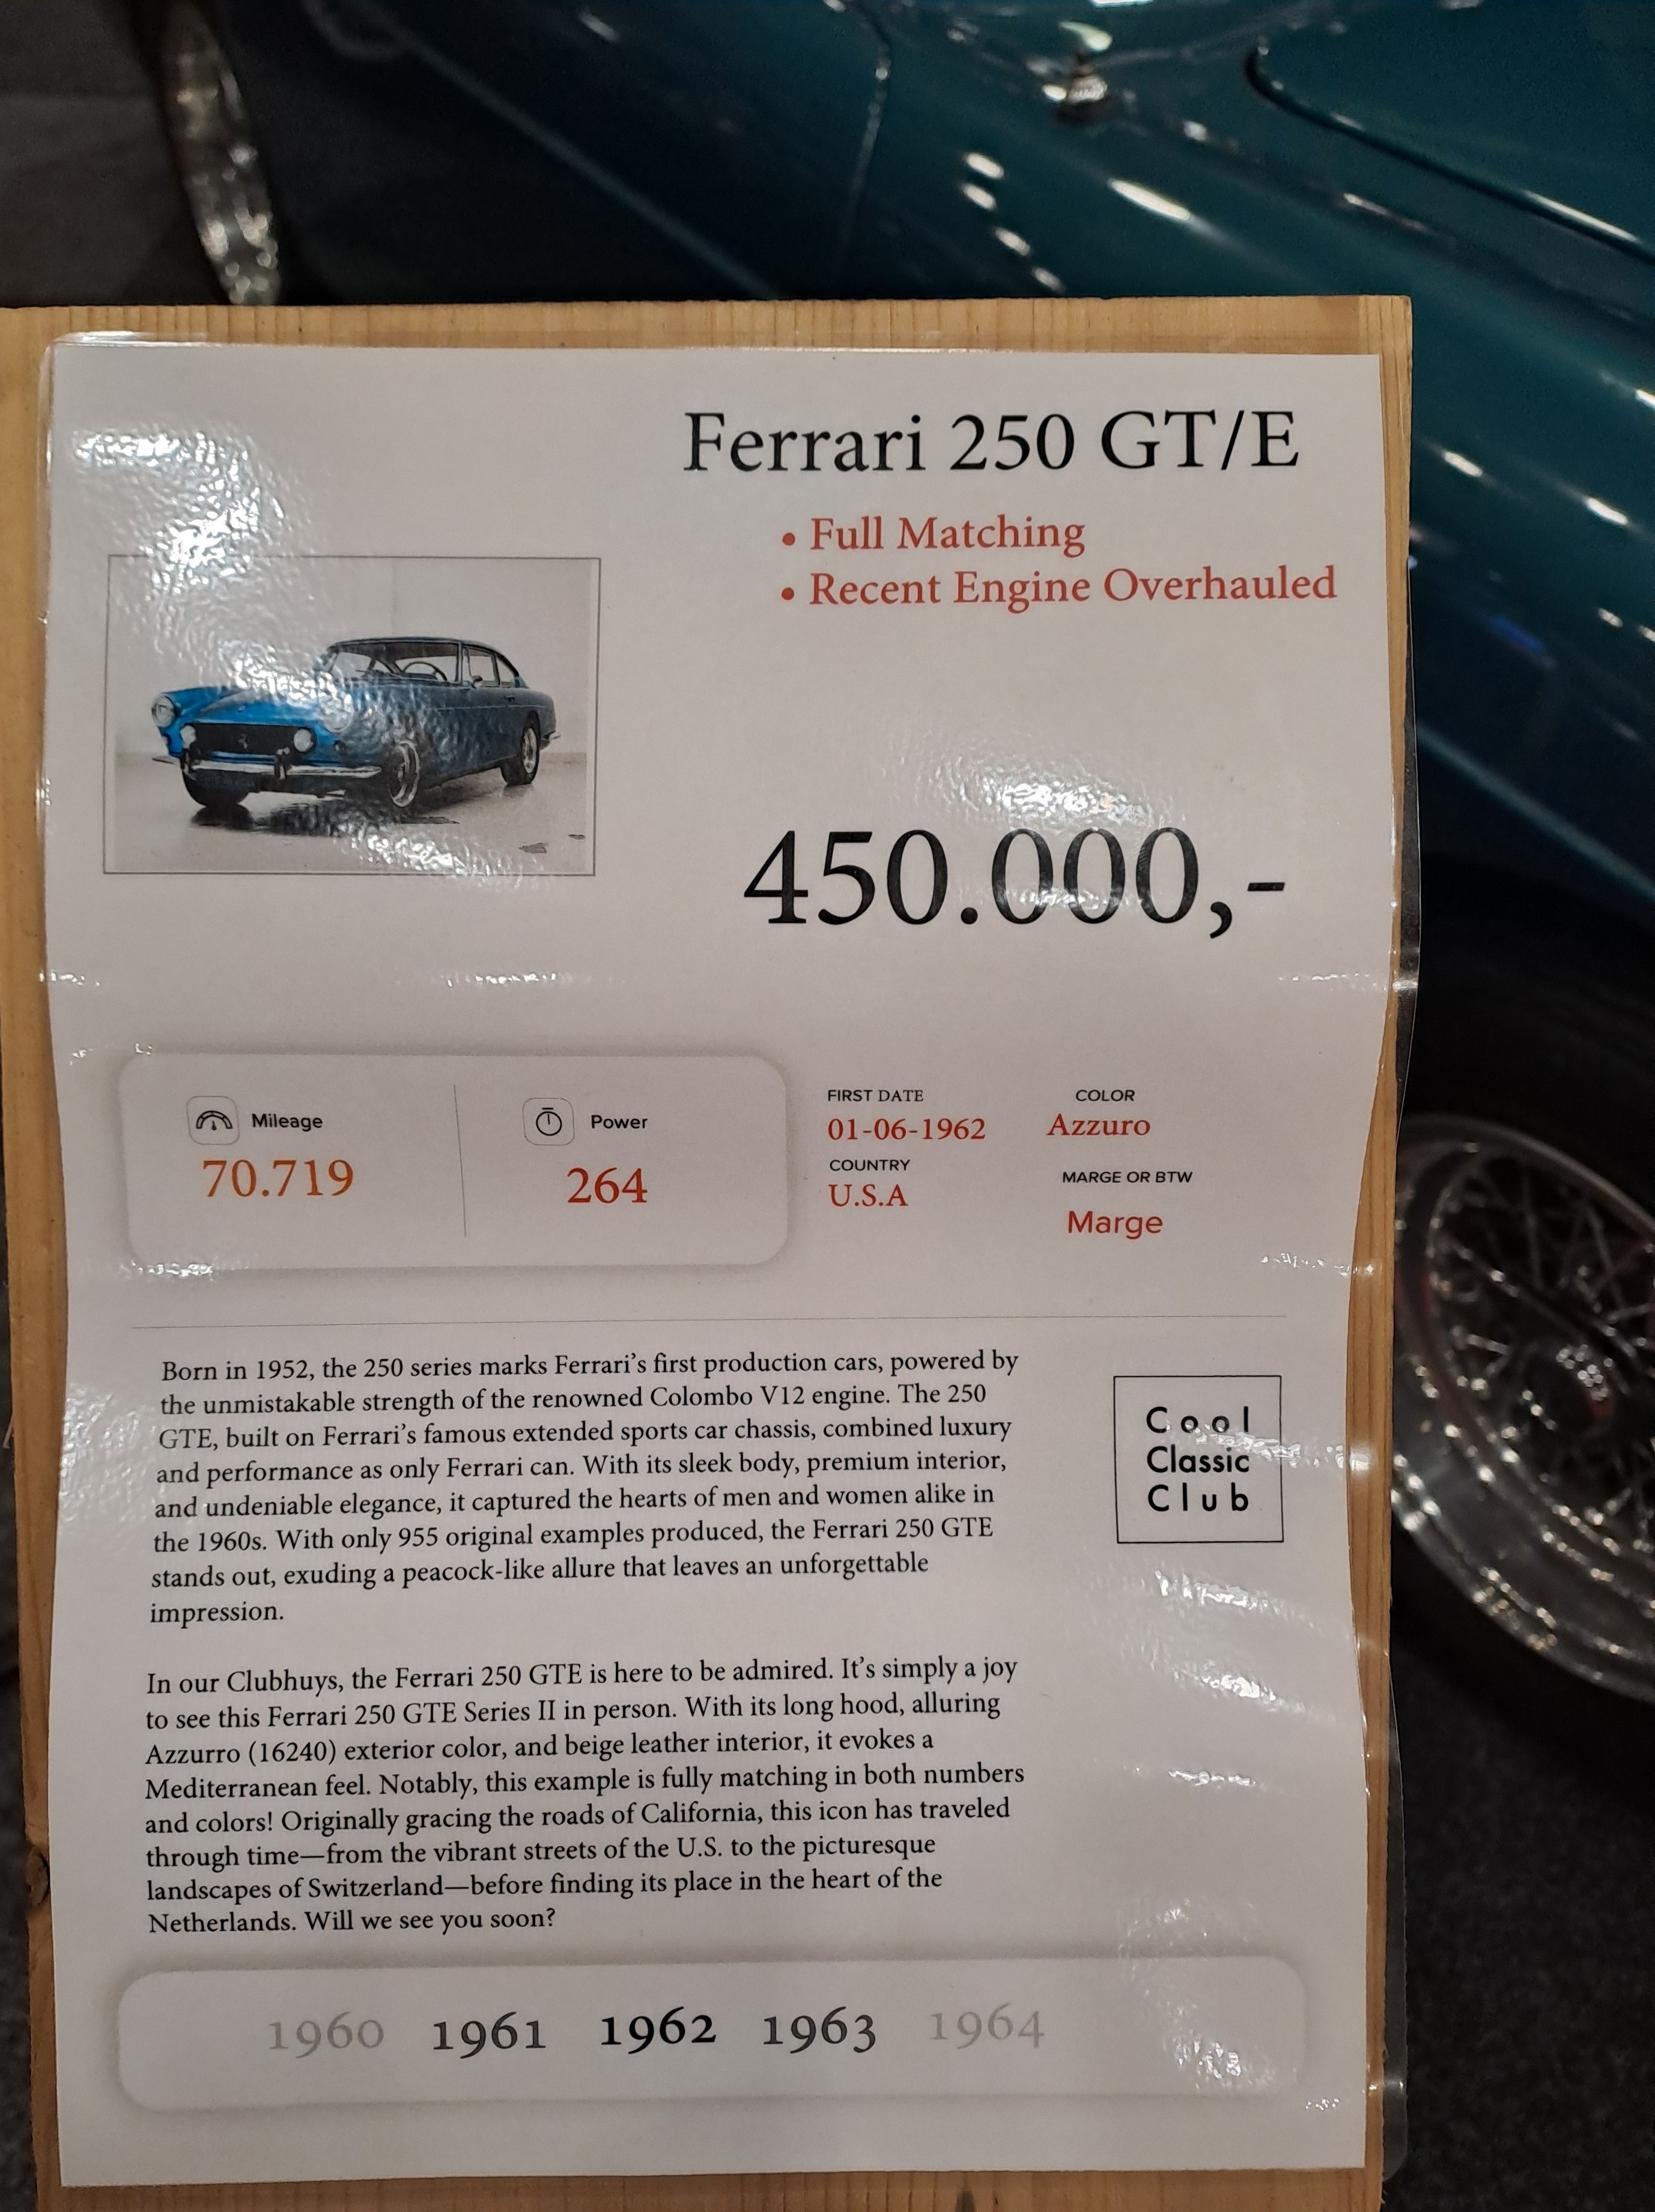 Ferrari 250 GT/E
• Full Matching
• Recent Engine Overhauled
450.000,-
Mileage
70.719
Power
264
FIRST DATE
01-06-1962
COLOR
Azzuro
COUNTRY
U.S.A
MARGE OR BTW
Marge
Born in 1952, the 250 series marks Ferrari's first production cars, powered by
the unmistakable strength of the renowned Colombo V12 engine. The 250
GTE, built on Ferrari's famous extended sports car chassis, combined luxury
and performance as only Ferrari can. With its sleek body, premium interior,
and undeniable elegance, it captured the hearts of men and women alike in
the 1960s. With only 955 original examples produced, the Ferrari 250 GTE
stands out, exuding a peacock-like allure that leaves an unforgettable
impression.
Cool
Classic
Club
In our Clubhuys, the Ferrari 250 GTE is here to be admired. It's simply a joy
to see this Ferrari 250 GTE Series II in person. With its long hood, alluring
Azzurro (16240) exterior color, and beige leather interior, it evokes a
Mediterranean feel. Notably, this example is fully matching in both numbers
and colors! Originally gracing the roads of California, this icon has traveled
through time—from the vibrant streets of the U.S. to the picturesque
landscapes of Switzerland—before finding its place in the heart of the
Netherlands. Will we see you soon?
1960 1961 1962 1963 1964